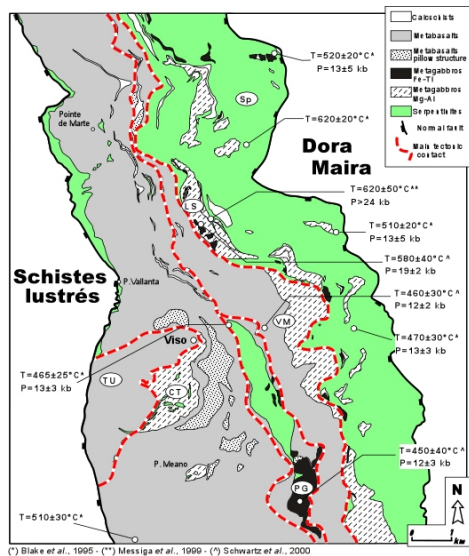 Calcschists
Metabasalts
Metabasalts
pillow structure
Metagabbros
Fe-Ti
Metagabbros
Mg-Al
Serpentinites
Normal fault
Main tectonic
contact
T=520±20°C*
P=13±5 kb
Sp
T=620±20°C*
Pointe
de Marte
Dora
Maira
T=620±50°C**
P>24 kb
LS
T=510±20°C*
P=13±5 kb
T=580±40°C^
P=19±2 kb
Schistes
lustrés
P. Vallanta
T=460±30°C^
P=12±2 kb
VM
Viso
T=470±30°C*
P=13±3 kb
T=465±25°C*
P=13±3 kb
TU
CT
T=450±40°C^
P=12±3 kb
P. Meano
PG
N
0
1
km
T=510±30°C*
(*) Blake et al., 1995 - (**) Messiga et al., 1999 - (^) Schwartz et al., 2000